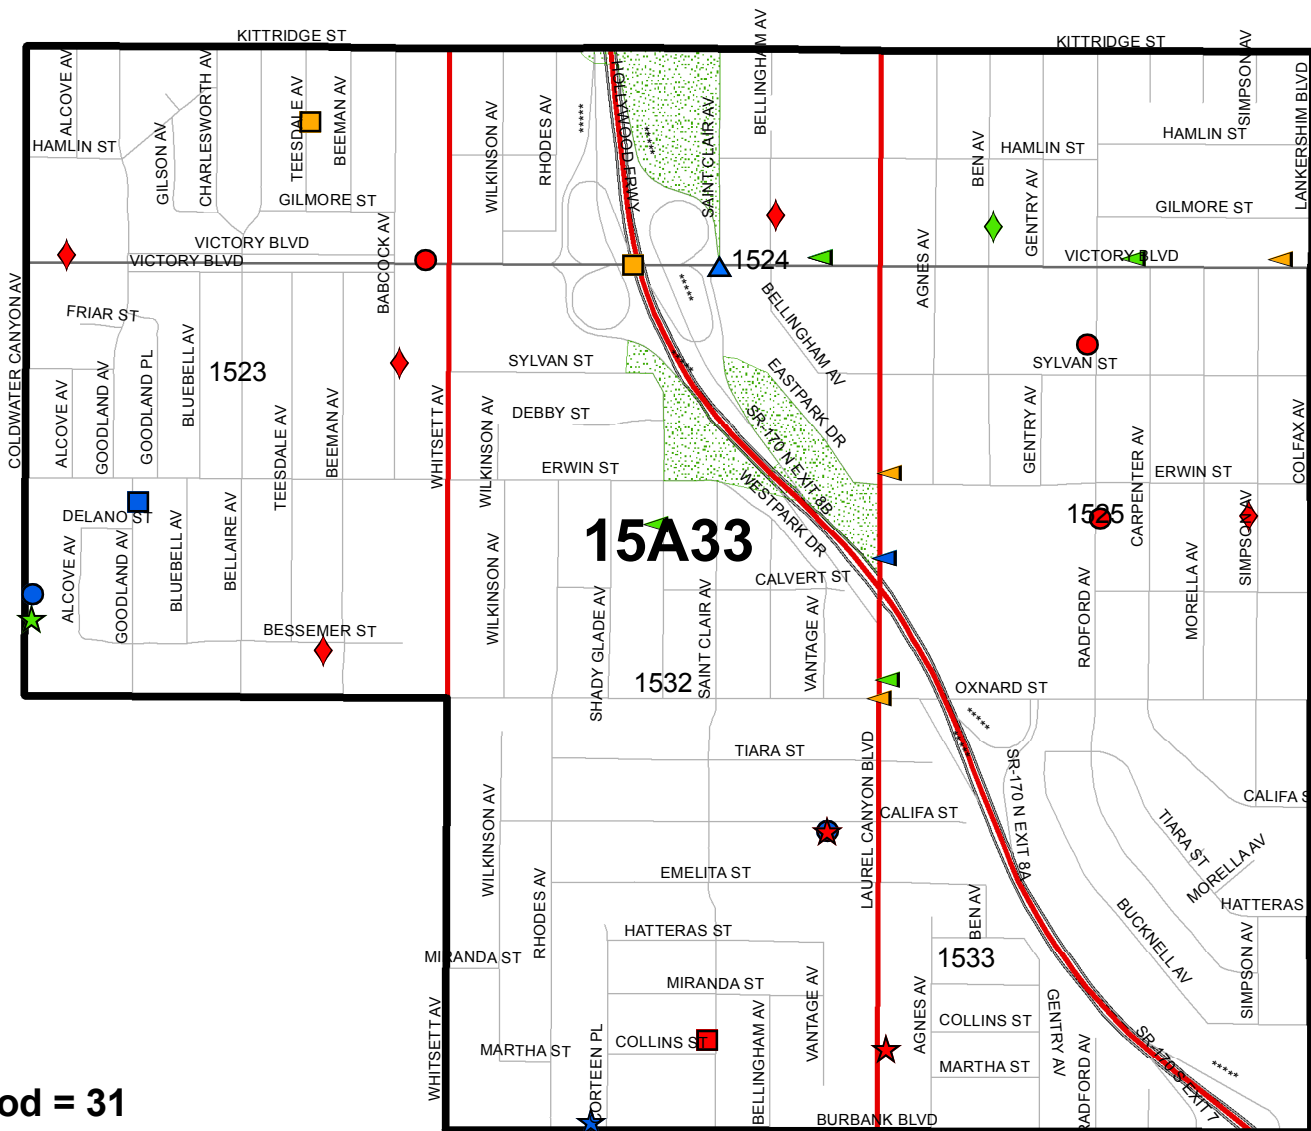 KITTRIDGE ST
KITTRIDGE ST
ALCOVE AV
CHARLESWORTH AV
TEESDALE AV
BEEMAN AV
WILKINSON AV
RHODES AV
*****
HOLLYWOOD FRWY
*****
SAINT CLAIR AV
BELLINGHAM AV
SIMPSON AV
LANKERSHIM BLVD
HAMLIN ST
HAMLIN ST
HAMLIN ST
GILSON AV
BEN AV
GENTRY AV
GILMORE ST
GILMORE ST
VICTORY BLVD
VICTORY BLVD
VICTORY BLVD
1524
BABCOCK AV
AGNES AV
COLDWATER CANYON AV
FRIAR ST
*****
BELLINGHAM AV
SYLVAN ST
*****
SYLVAN ST
1523
ALCOVE AV
GOODLAND AV
GOODLAND PL
BLUEBELL AV
TEESDALE AV
BEEMAN AV
WHITSETT AV
WILKINSON AV
DEBBY ST
EASTPARK DR
SR-170 N EXIT 8B
GENTRY AV
CARPENTER AV
COLFAX AV
ERWIN ST
ERWIN ST
WESTPARK DR
DELANO ST
1525
15A33
ALCOVE AV
GOODLAND AV
BLUEBELL AV
BELLAIRE AV
WILKINSON AV
CALVERT ST
SIMPSON AV
MORELLA AV
RADFORD AV
BESSEMER ST
SHADY GLADE AV
SAINT CLAIR AV
VANTAGE AV
1532
OXNARD ST
*****
*****
TIARA ST
LAUREL CANYON BLVD
SR-170 N EXIT 8A
WILKINSON AV
CALIFA ST
CALIFA S
TIARA ST
MORELLA AV
EMELITA ST
RHODES AV
BEN AV
BUCKNELL AV
HATTERAS
HATTERAS ST
MIRANDA ST
1533
SIMPSON AV
MIRANDA ST
WHITSETT AV
BELLINGHAM AV
VANTAGE AV
AGNES AV
GENTRY AV
COLLINS ST
COLLINS ST
MARTHA ST
MARTHA ST
RADFORD AV
SR-170 S EXIT 7
*****
CORTEEN PL
od = 31
BURBANK BLVD